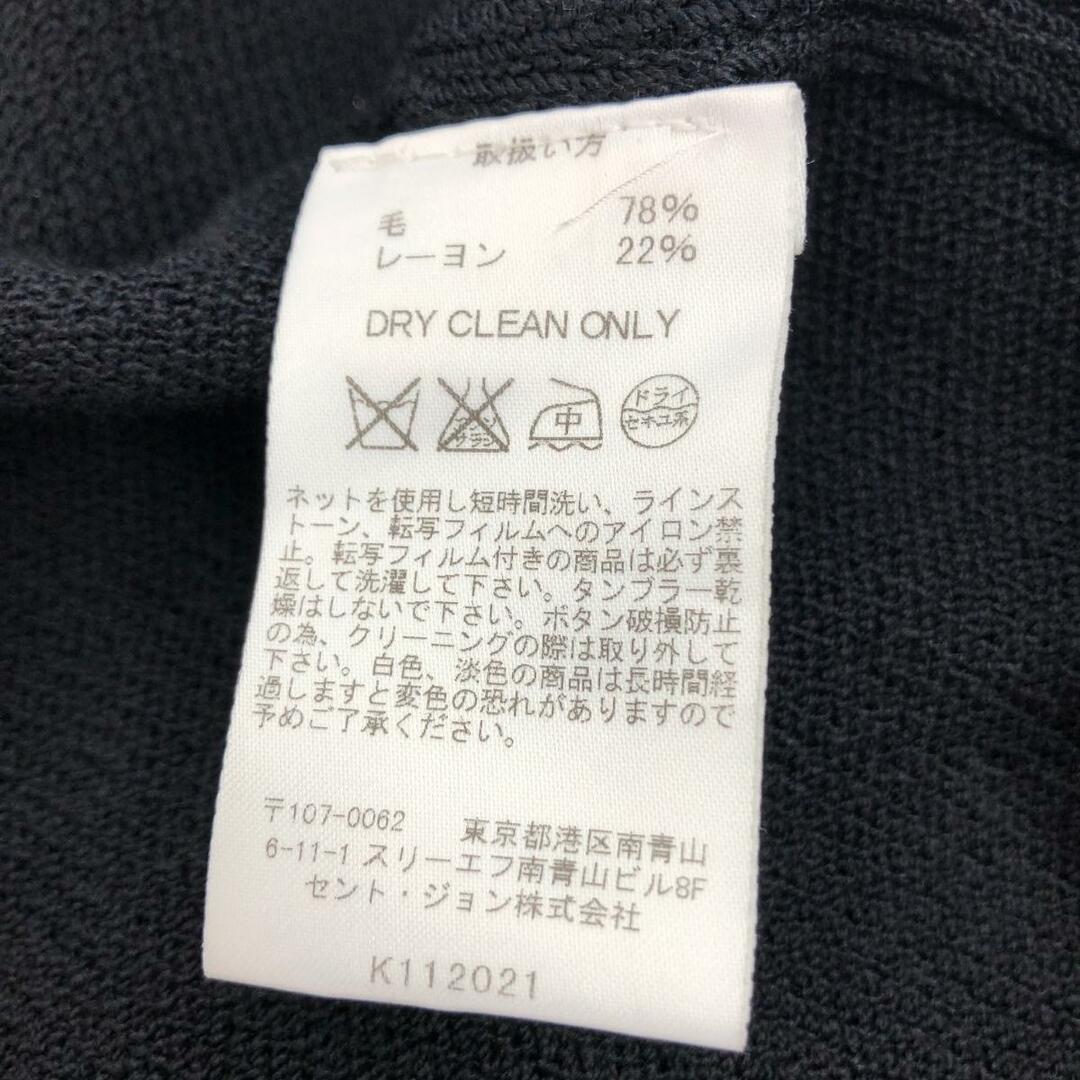 取扱い方
毛 78%
レーヨン 22%
DRY CLEAN ONLY
中 ドライ
セキユ系
ネットを使用し短時間洗い、ラインス
トーン、転写フィルムへのアイロン禁
止。転写フィルム付きの商品は必ず裏
返して洗濯して下さい。タンブラー乾
燥はしないで下さい。ボタン破損防止
の為、クリーニングの際は取り外して
下さい。白色、淡色の商品は長時間経
過しますと変色の恐れがありますので
予めご了承ください。
〒107-0062 東京都港区南青山
6-11-1 スリーエフ南青山ビル8F
セント・ジョン株式会社
K112021